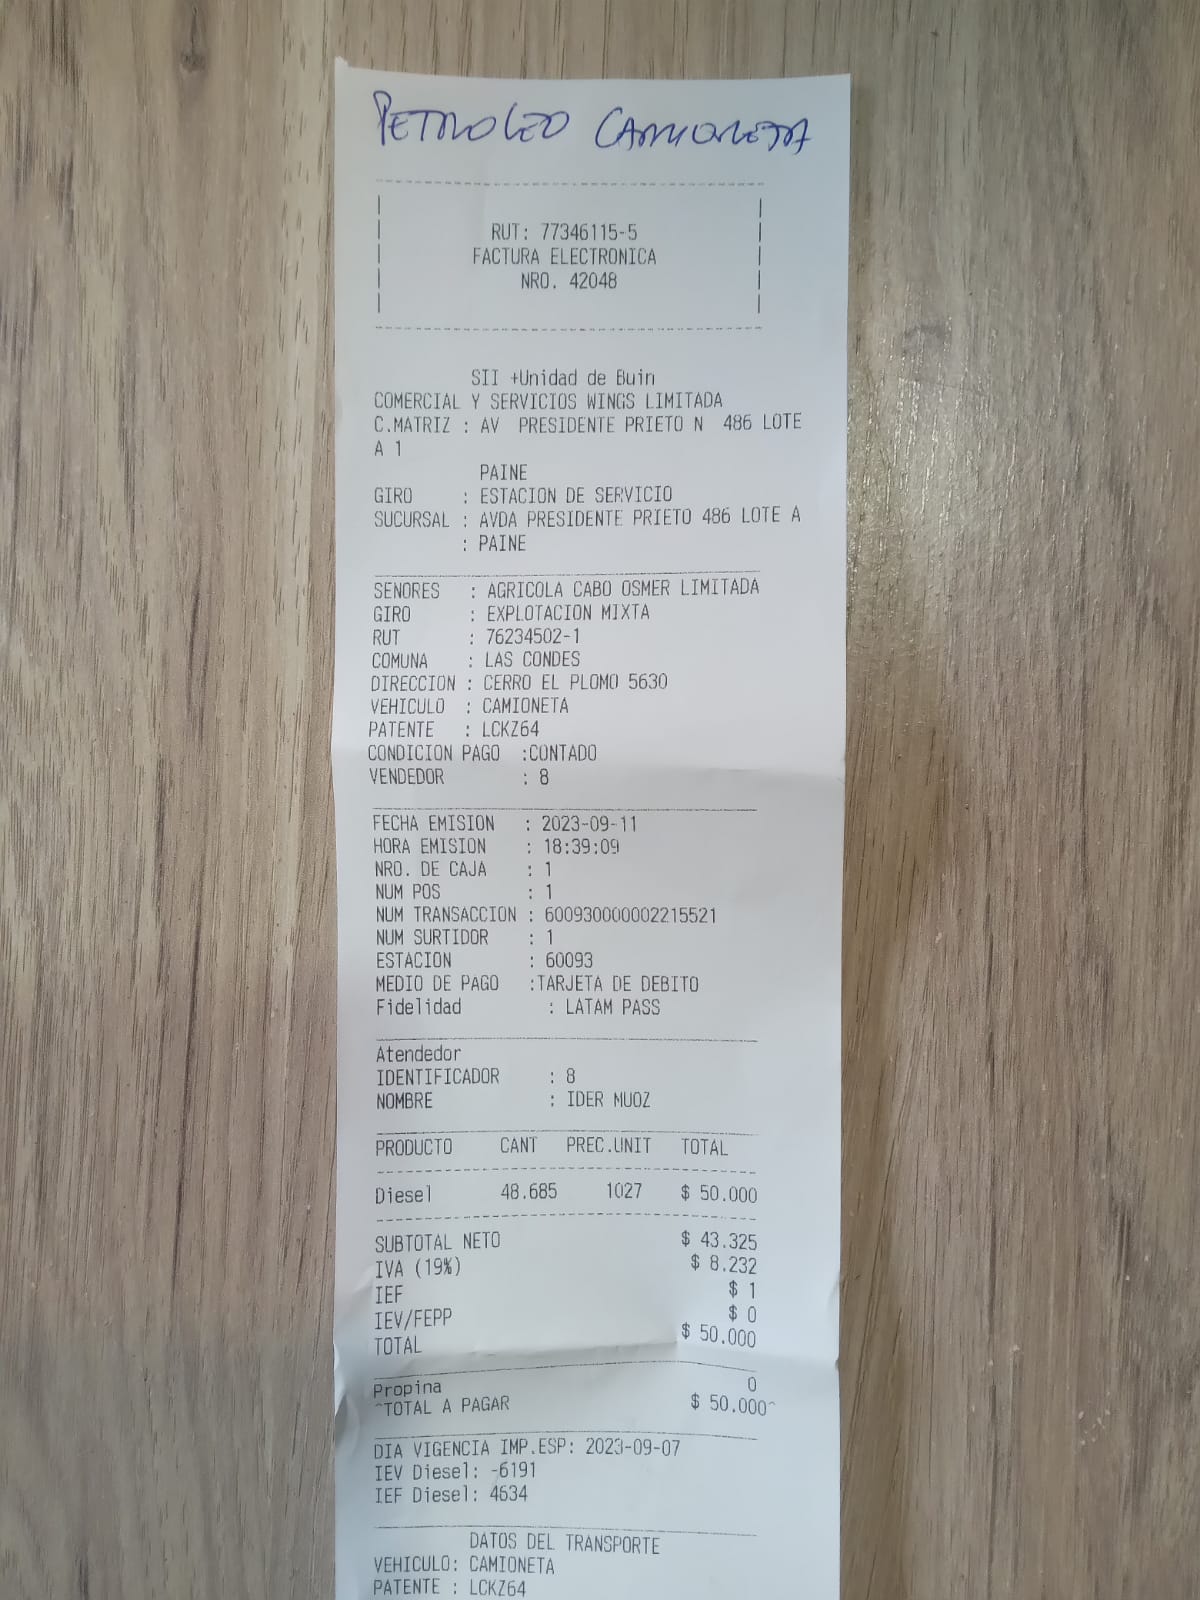 PETROLEO CAMIONETA
RUT: 77346115-5
FACTURA ELECTRONICA
NRO. 42048
SII +Unidad de Buin
COMERCIAL Y SERVICIOS WINGS LIMITADA
C.MATRIZ : AV PRESIDENTE PRIETO N 486 LOTE
A 1
PAINE
GIRO : ESTACION DE SERVICIO
SUCURSAL : AVDA PRESIDENTE PRIETO 486 LOTE A
: PAINE
SENORES : AGRICOLA CABO OSMER LIMITADA
GIRO : EXPLOTACION MIXTA
RUT : 76234502-1
COMUNA : LAS CONDES
DIRECCION : CERRO EL PLOMO 5630
VEHICULO : CAMIONETA
PATENTE : LCKZ64
CONDICION PAGO :CONTADO
VENDEDOR : 8
FECHA EMISION : 2023-09-11
HORA EMISION : 18:39:09
NRO. DE CAJA : 1
NUM POS : 1
NUM TRANSACCION : 600930000002215521
NUM SURTIDOR : 1
ESTACION : 60093
MEDIO DE PAGO :TARJETA DE DEBITO
Fidelidad : LATAM PASS
Atendedor
IDENTIFICADOR : 8
NOMBRE : IDER MUOZ
PRODUCTO CANT PREC.UNIT TOTAL
Diesel 48.685 1027 $ 50.000
SUBTOTAL NETO $ 43.325
IVA (19%) $ 8.232
IEF $ 1
IEV/FEPP $ 0
TOTAL $ 50.000
Propina 0
^TOTAL A PAGAR $ 50.000^
DIA VIGENCIA IMP.ESP: 2023-09-07
IEV Diesel: -6191
IEF Diesel: 4634
DATOS DEL TRANSPORTE
VEHICULO: CAMIONETA
PATENTE : LCKZ64